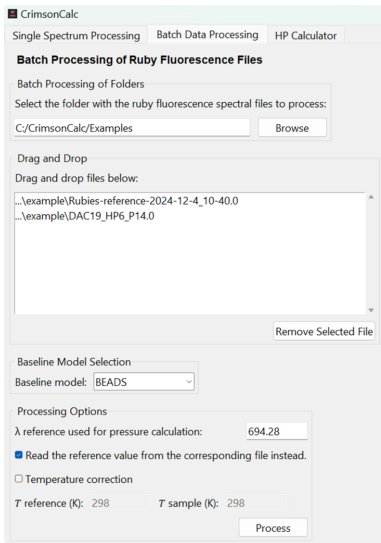 CrimsonCalc
Single Spectrum Processing Batch Data Processing HP Calculator
Batch Processing of Ruby Fluorescence Files
Batch Processing of Folders
Select the folder with the ruby fluorescence spectral files to process:
C:/CrimsonCalc/Examples Browse
Drag and Drop
Drag and drop files below:
...\example\Rubies-reference-2024-12-4_10-40.0
...\example\DAC19_HP6_P14.0
Remove Selected File
Baseline Model Selection
Baseline model: BEADS
Processing Options
λ reference used for pressure calculation: 694.28
Read the reference value from the corresponding file instead.
Temperature correction
T reference (K): 298 T sample (K): 298
Process